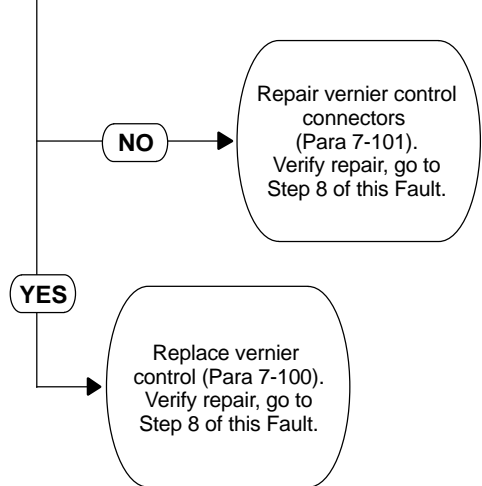 NO
Repair vernier control
connectors
(Para 7-101).
Verify repair, go to
Step 8 of this Fault.
YES
Replace vernier
control (Para 7-100).
Verify repair, go to
Step 8 of this Fault.